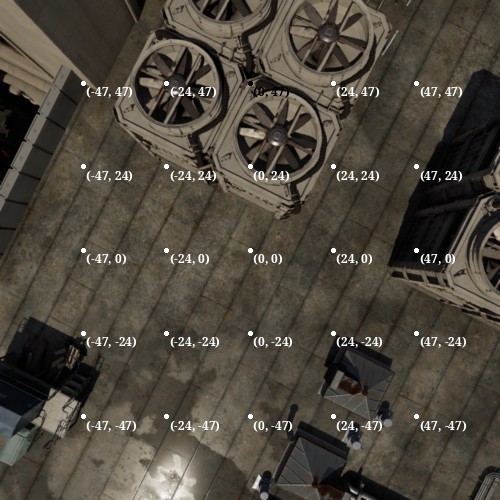 (-47, 47) (-24, 47) (0, 47) (24, 47) (47, 47)
(-47, 24) (-24, 24) (0, 24) (24, 24) (47, 24)
(-47, 0) (-24, 0) (0, 0) (24, 0) (47, 0)
(-47, -24) (-24, -24) (0, -24) (24, -24) (47, -24)
(-47, -47) (-24, -47) (0, -47) (24, -47) (47, -47)